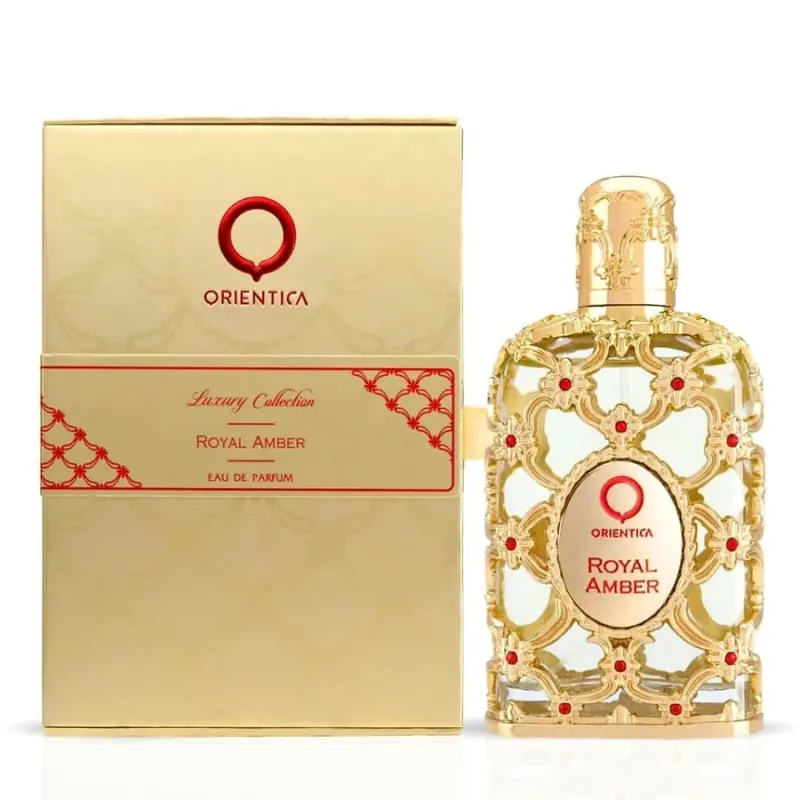 ORIENTICA
Luxury Collection
ROYAL AMBER
EAU DE PARFUM
ORIENTICA
ROYAL
AMBER